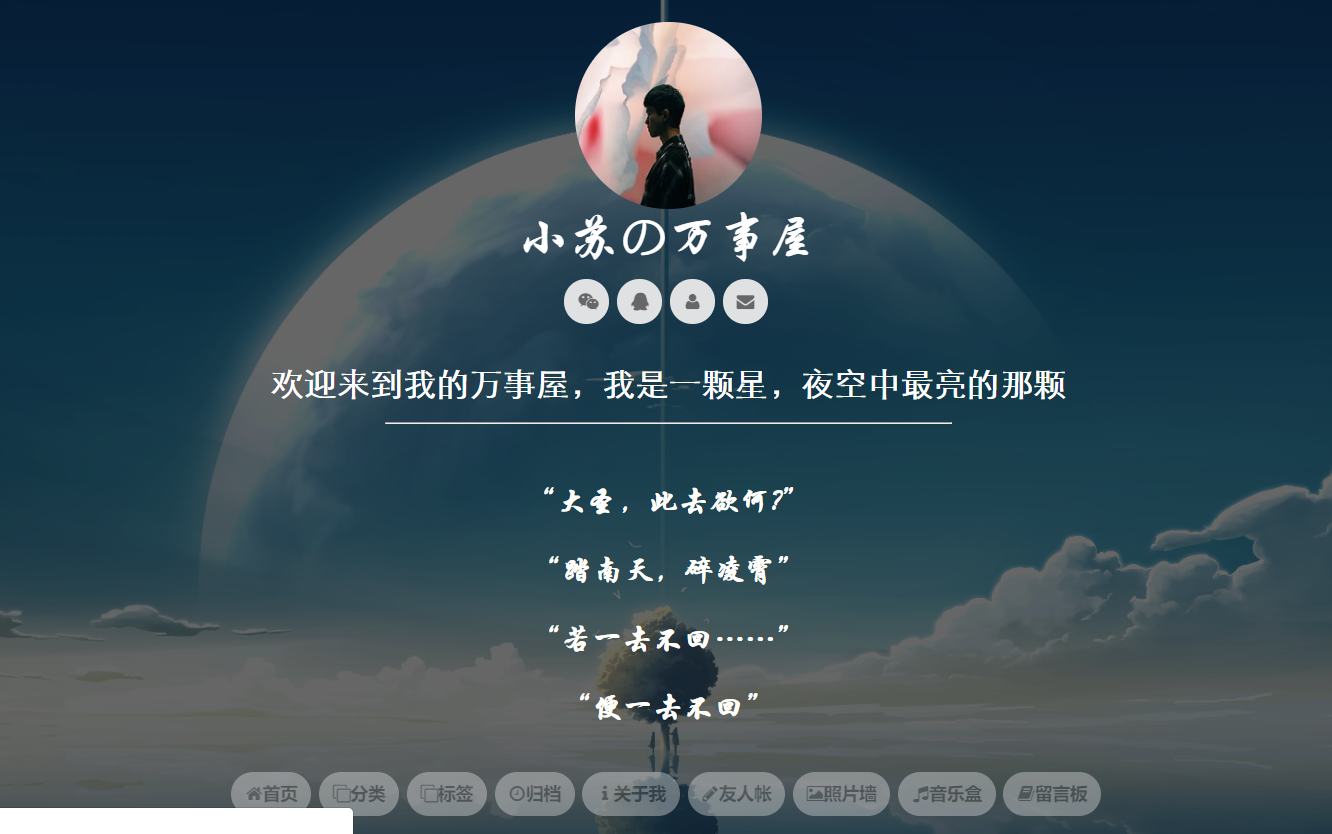 小苏の万事屋
欢迎来到我的万事屋，我是一颗星，夜空中最亮的那颗
“大圣，此去欲何?”
“踏南天，碎凌霄”
“若一去不回……”
“便一去不回”
首页 分类 标签 归档 关于我 友人帐 照片墙 音乐盒 留言板